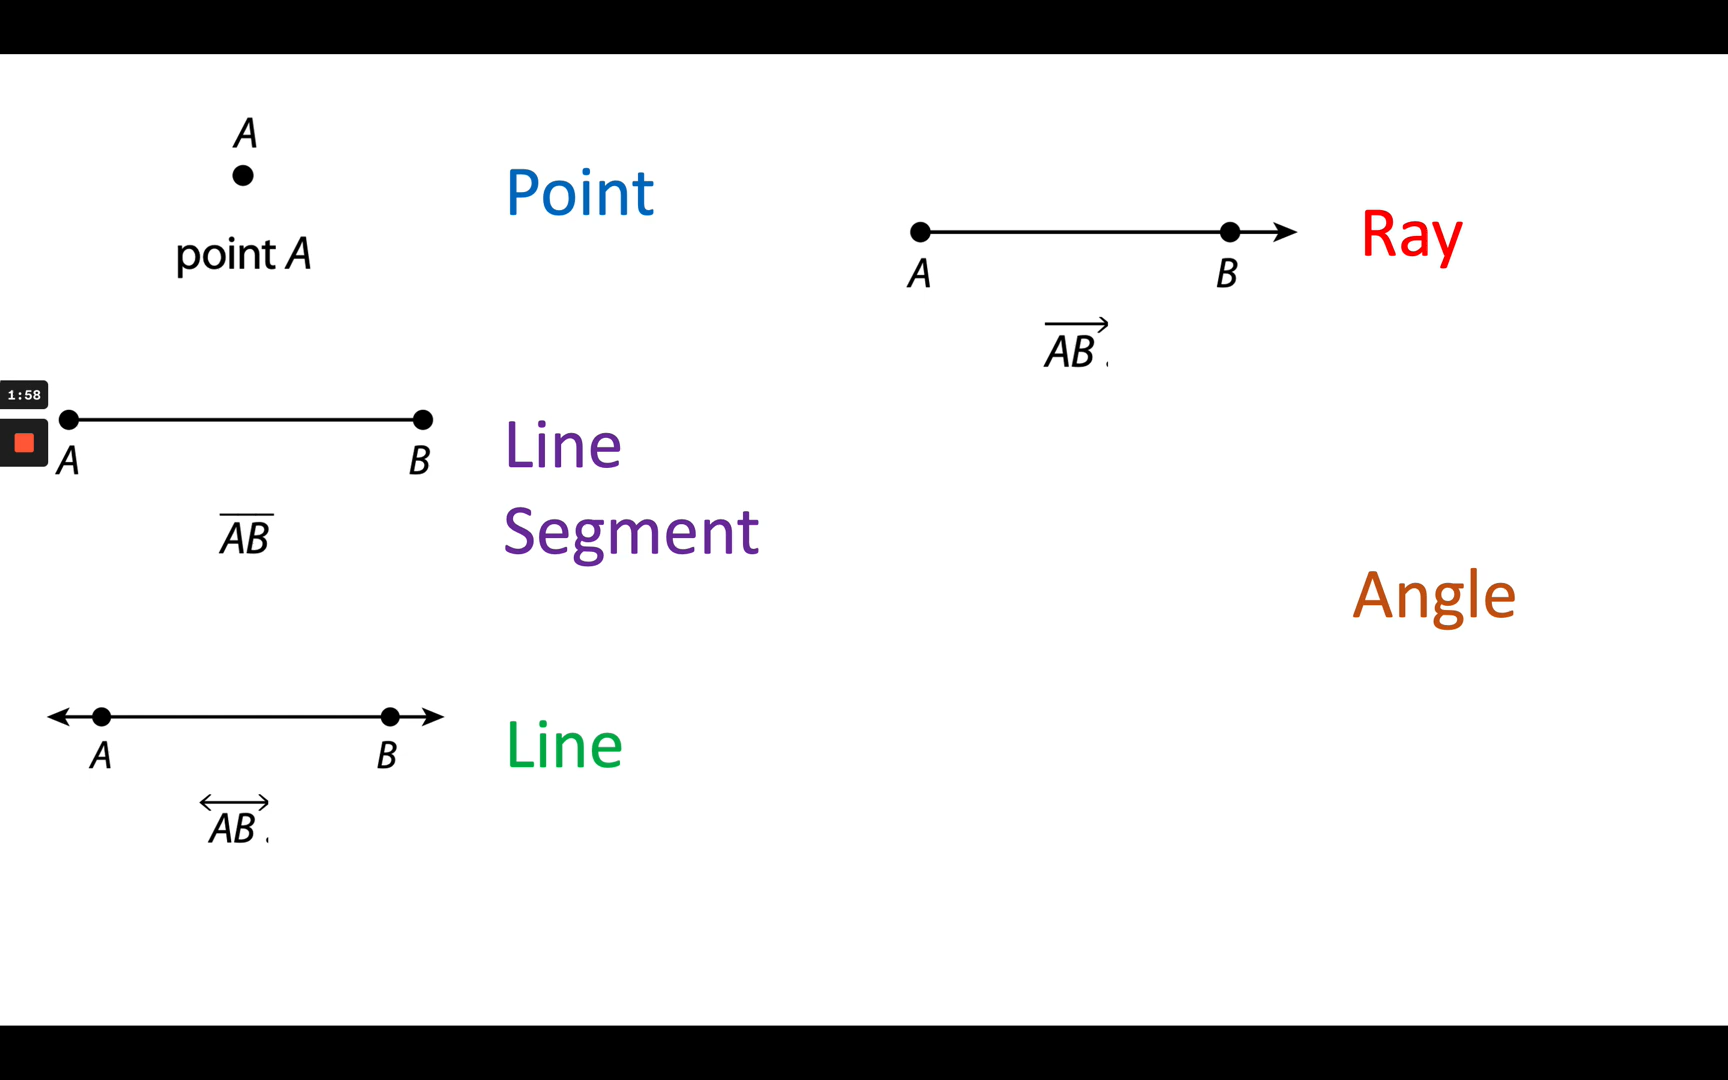 A
point A
Point
1:58
A
B
AB
Line
Segment
A
B
AB .
Line
A
B
AB .
Ray
Angle